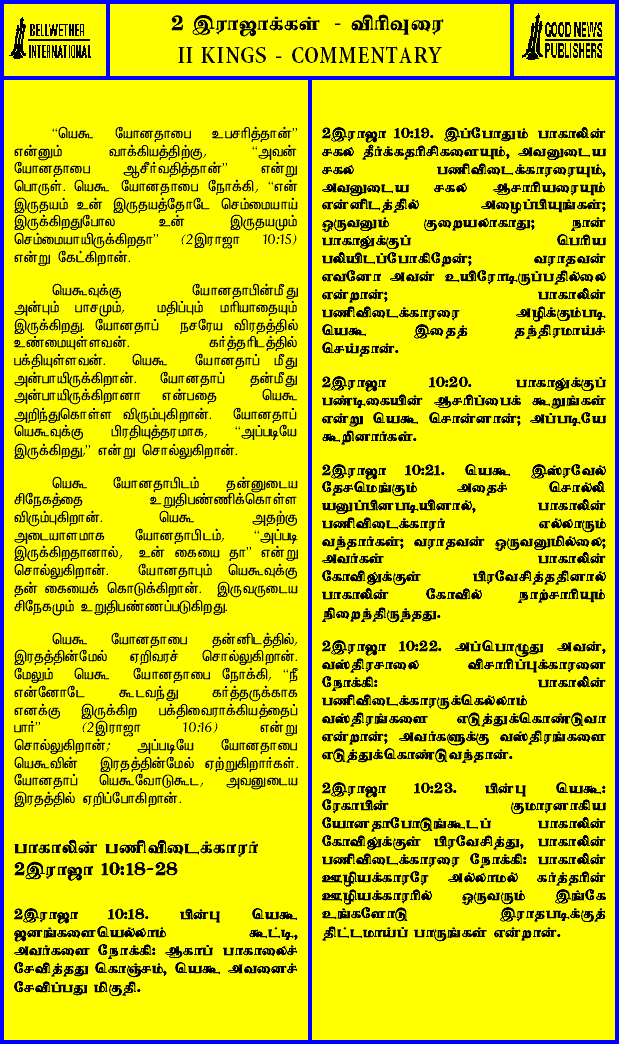 BELLWETHER
INTERNATIONAL
2 இராஜாக்கள் - விரிவுரை
II KINGS - COMMENTARY
GOOD NEWS
PUBLISHERS
“யெகூ யோனதாபை உபசரித்தான்”
என்னும் வாக்கியத்திற்கு, “அவன்
யோனதாபை ஆசீர்வதித்தான்” என்று
பொருள். யெகூ யோனதாபை நோக்கி, “என்
இருதயம் உன் இருதயத்தோடே செம்மையாய்
இருக்கிறதுபோல உன் இருதயமும்
செம்மையாயிருக்கிறதா” (2இராஜா 10:15)
என்று கேட்கிறான்.
யெகூவுக்கு யோனதாபின்மீது
அன்பும் பாசமும், மதிப்பும் மரியாதையும்
இருக்கிறது. யோனதாப் நசரேய விரதத்தில்
உண்மையுள்ளவன். கர்த்தரிடத்தில்
பக்தியுள்ளவன். யெகூ யோனதாப் மீது
அன்பாயிருக்கிறான். யோனதாப் தன்மீது
அன்பாயிருக்கிறானா என்பதை யெகூ
அறிந்துகொள்ள விரும்புகிறான். யோனதாப்
யெகூவுக்கு பிரதியுத்தரமாக, “அப்படியே
இருக்கிறது,” என்று சொல்லுகிறான்.
யெகூ யோனதாபிடம் தன்னுடைய
சிநேகத்தை உறுதிபண்ணிக்கொள்ள
விரும்புகிறான். யெகூ அதற்கு
அடையாளமாக யோனதாபிடம், “அப்படி
இருக்கிறதானால், உன் கையை தா” என்று
சொல்லுகிறான். யோனதாபும் யெகூவுக்கு
தன் கையைக் கொடுக்கிறான். இருவருடைய
சிநேகமும் உறுதிபண்ணப்படுகிறது.
யெகூ யோனதாபை தன்னிடத்தில்,
இரதத்தின்மேல் ஏறிவரச் சொல்லுகிறான்.
மேலும் யெகூ யோனதாபை நோக்கி, “நீ
என்னோடே கூடவந்து கர்த்தருக்காக
எனக்கு இருக்கிற பக்திவைராக்கியத்தைப்
பார்” (2இராஜா 10:16) என்று
சொல்லுகிறான்; அப்படியே யோனதாபை
யெகூவின் இரதத்தின்மேல் ஏற்றுகிறார்கள்.
யோனதாப் யெகூவோடுகூட, அவனுடைய
இரதத்தில் ஏறிப்போகிறான்.
பாகாலின் பணிவிடைக்காரர்
2இராஜா 10:18-28
2இராஜா 10:18. பின்பு யெகூ
ஜனங்களையெல்லாம் கூட்டி,
அவர்களை நோக்கி: ஆகாப் பாகாலைச்
சேவித்தது கொஞ்சம், யெகூ அவனைச்
சேவிப்பது மிகுதி.
2இராஜா 10:19. இப்போதும் பாகாலின்
சகல தீர்க்கதரிசிகளையும், அவனுடைய
சகல பணிவிடைக்காரரையும்,
அவனுடைய சகல ஆசாரியரையும்
என்னிடத்தில் அழைப்பியுங்கள்;
ஒருவனும் குறையலாகாது; நான்
பாகாலுக்குப் பெரிய
பலியிடப்போகிறேன்; வராதவன்
எவனோ அவன் உயிரோடிருப்பதில்லை
என்றான்; பாகாலின்
பணிவிடைக்காரரை அழிக்கும்படி
யெகூ இதைத் தந்திரமாய்ச்
செய்தான்.
2இராஜா 10:20. பாகாலுக்குப்
பண்டிகையின் ஆசரிப்பைக் கூறுங்கள்
என்று யெகூ சொன்னான்; அப்படியே
கூறினார்கள்.
2இராஜா 10:21. யெகூ இஸ்ரவேல்
தேசமெங்கும் அதைச் சொல்லி
யனுப்பினபடியினால், பாகாலின்
பணிவிடைக்காரர் எல்லாரும்
வந்தார்கள்; வராதவன் ஒருவனுமில்லை;
அவர்கள் பாகாலின்
கோவிலுக்குள் பிரவேசித்ததினால்
பாகாலின் கோவில் நாற்சாரியும்
நிறைந்திருந்தது.
2இராஜா 10:22. அப்பொழுது அவன்,
வஸ்திரசாலை விசாரிப்புக்காரனை
நோக்கி: பாகாலின்
பணிவிடைக்காரருக்கெல்லாம்
வஸ்திரங்களை எடுத்துக்கொண்டுவா
என்றான்; அவர்களுக்கு வஸ்திரங்களை
எடுத்துக்கொண்டுவந்தான்.
2இராஜா 10:23. பின்பு யெகூ:
ரேகாபின் குமாரனாகிய
யோனதாபோடுங்கூடப் பாகாலின்
கோவிலுக்குள் பிரவேசித்து, பாகாலின்
பணிவிடைக்காரரை நோக்கி: பாகாலின்
ஊழியக்காரரே அல்லாமல் கர்த்தரின்
ஊழியக்காரரில் ஒருவரும் இங்கே
உங்களோடு இராதபடிக்குத்
திட்டமாய்ப் பாருங்கள் என்றான்.